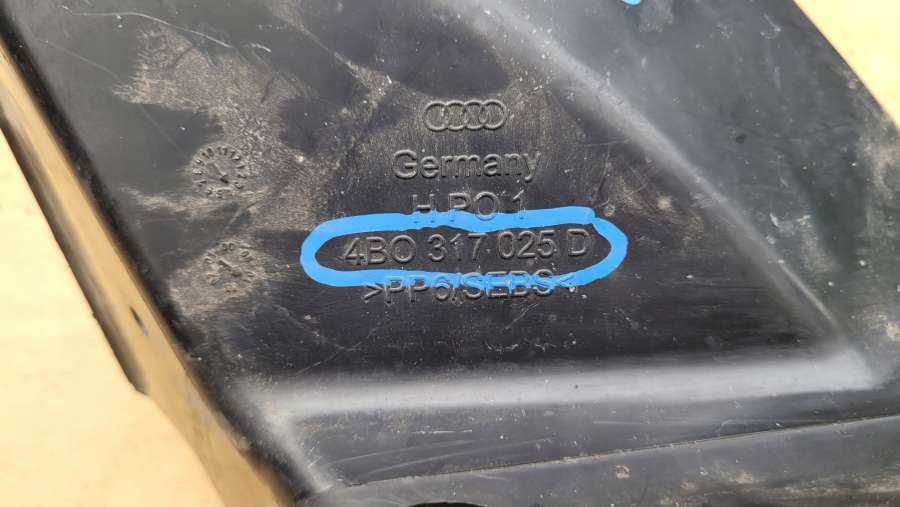 Germany
H PO 1
4BO 317 025 D
>PP6/SEBS<